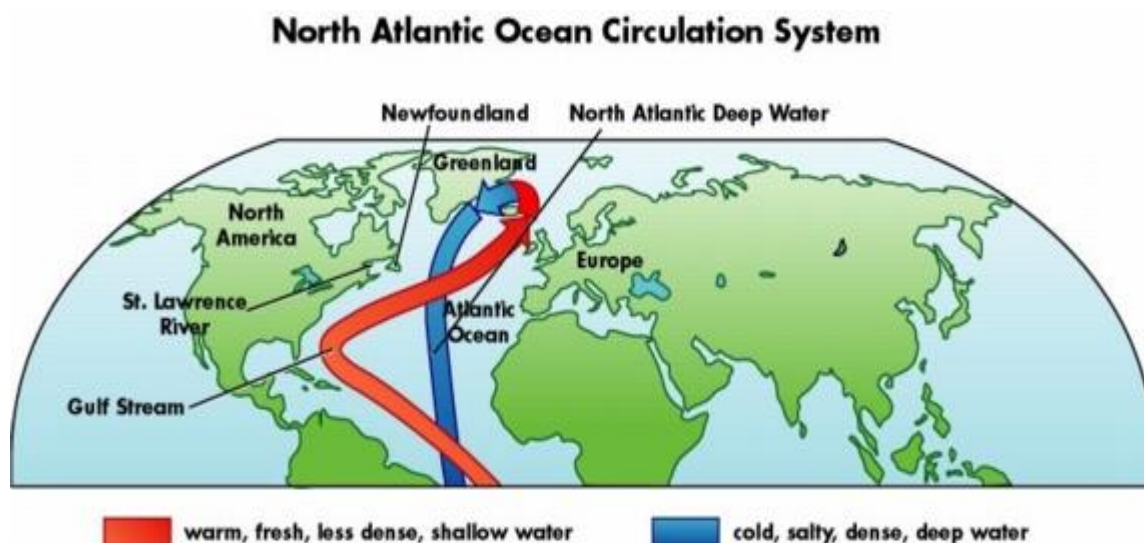 North Atlantic Ocean Circulation System
Newfoundland
North Atlantic Deep Water
Greenland
North
America
Europe
St. Lawrence
River
Atlantic
Ocean
Gulf Stream
warm, fresh, less dense, shallow water
cold, salty, dense, deep water